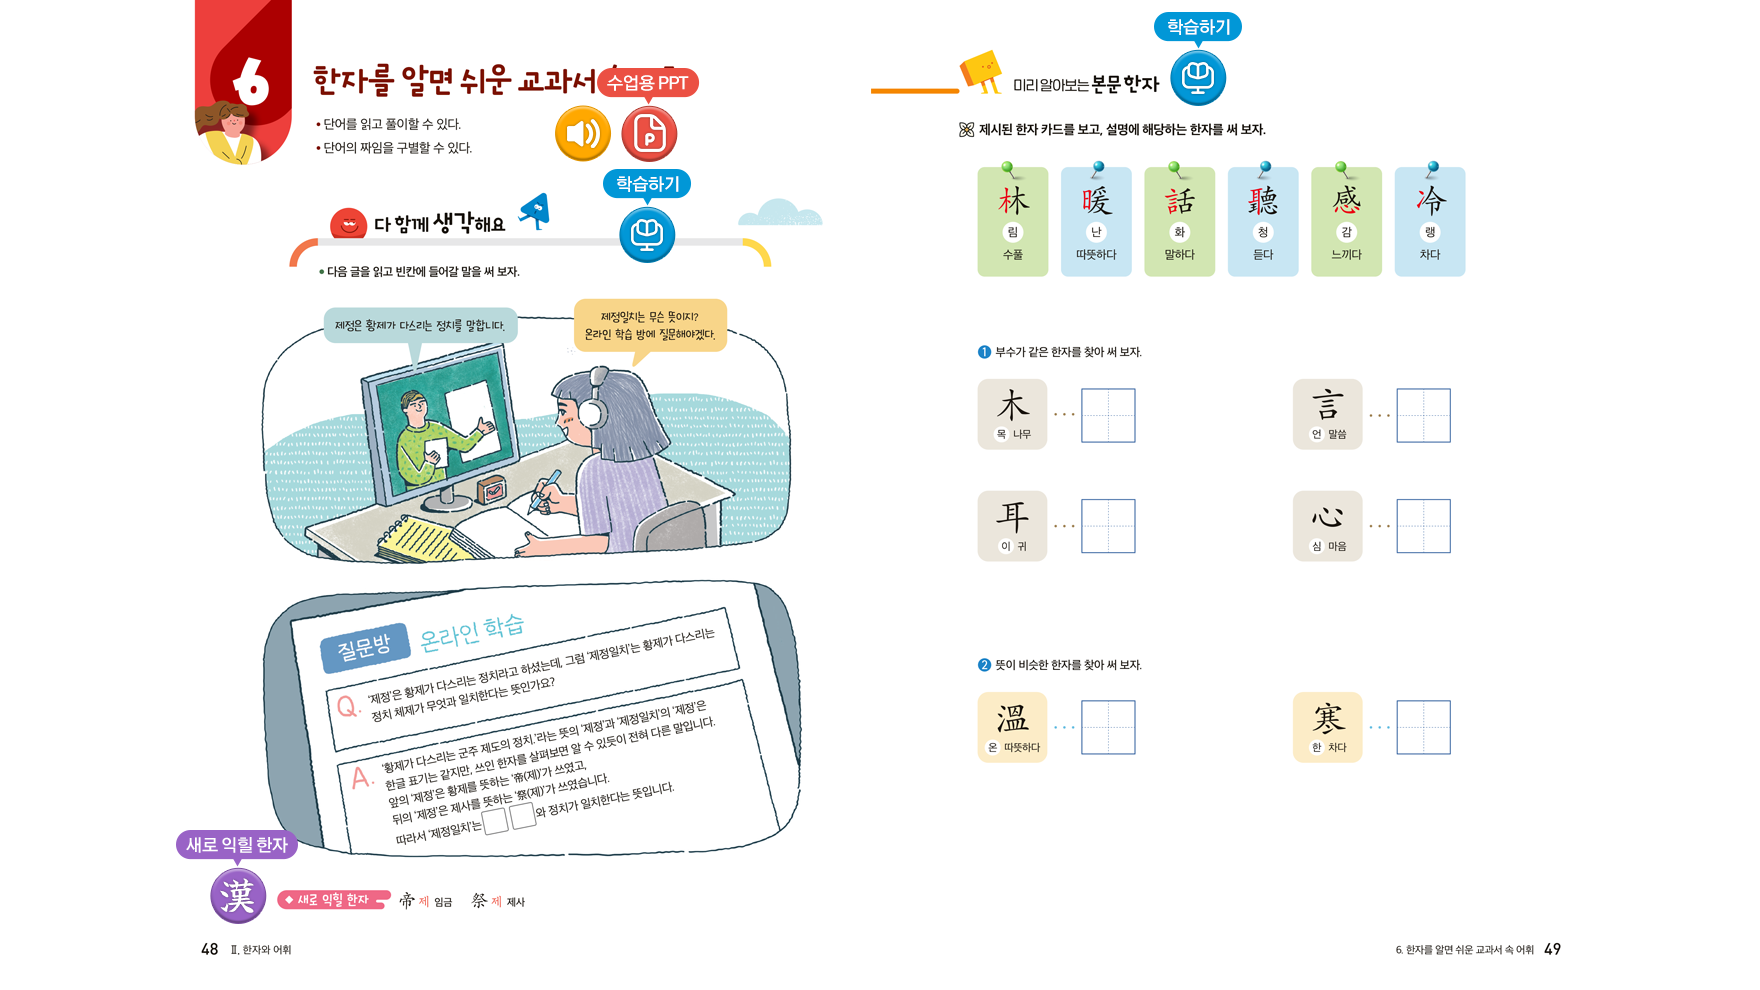 6
한자를 알면 쉬운 교과서
수업용 PPT
• 단어를 읽고 풀이할 수 있다.
• 단어의 짜임을 구별할 수 있다.
P
학습하기
다 함께 생각해요
• 다음 글을 읽고 빈칸에 들어갈 말을 써 보자.
제정은 황제가 다스리는 정치를 말합니다.
제정일치는 무슨 뜻이지?
온라인 학습 방에 질문해야겠다.
질문방 온라인 학습
Q. '제정'은 황제가 다스리는 정치라고 하셨는데, 그럼 '제정일치'는 황제가 다스리는
정치 체제가 무엇과 일치한다는 뜻인가요?
A. '황제가 다스리는 군주 제도의 정치.'라는 뜻의 '제정'과 '제정일치'의 '제정'은
한글 표기는 같지만, 쓰인 한자를 살펴보면 알 수 있듯이 전혀 다른 말입니다.
앞의 '제정'은 황제를 뜻하는 '帝(제)'가 쓰였고,
뒤의 '제정'은 제사를 뜻하는 '祭(제)'가 쓰였습니다.
따라서 '제정일치'는 와 정치가 일치한다는 뜻입니다.
새로 익힐 한자
漢
◆ 새로 익힐 한자 帝 제 임금 祭 제 제사
48 Ⅱ. 한자와 어휘
학습하기
미리 알아보는 본문 한자
제시된 한자 카드를 보고, 설명에 해당하는 한자를 써 보자.
林 暖 話 聽 感 冷
림 난 화 청 감 랭
수풀 따뜻하다 말하다 듣다 느끼다 차다
1 부수가 같은 한자를 찾아 써 보자.
木 ··· 言 ···
목 나무 언 말씀
耳 ··· 心 ···
이 귀 심 마음
2 뜻이 비슷한 한자를 찾아 써 보자.
溫 ··· 寒 ···
온 따뜻하다 한 차다
6. 한자를 알면 쉬운 교과서 속 어휘 49